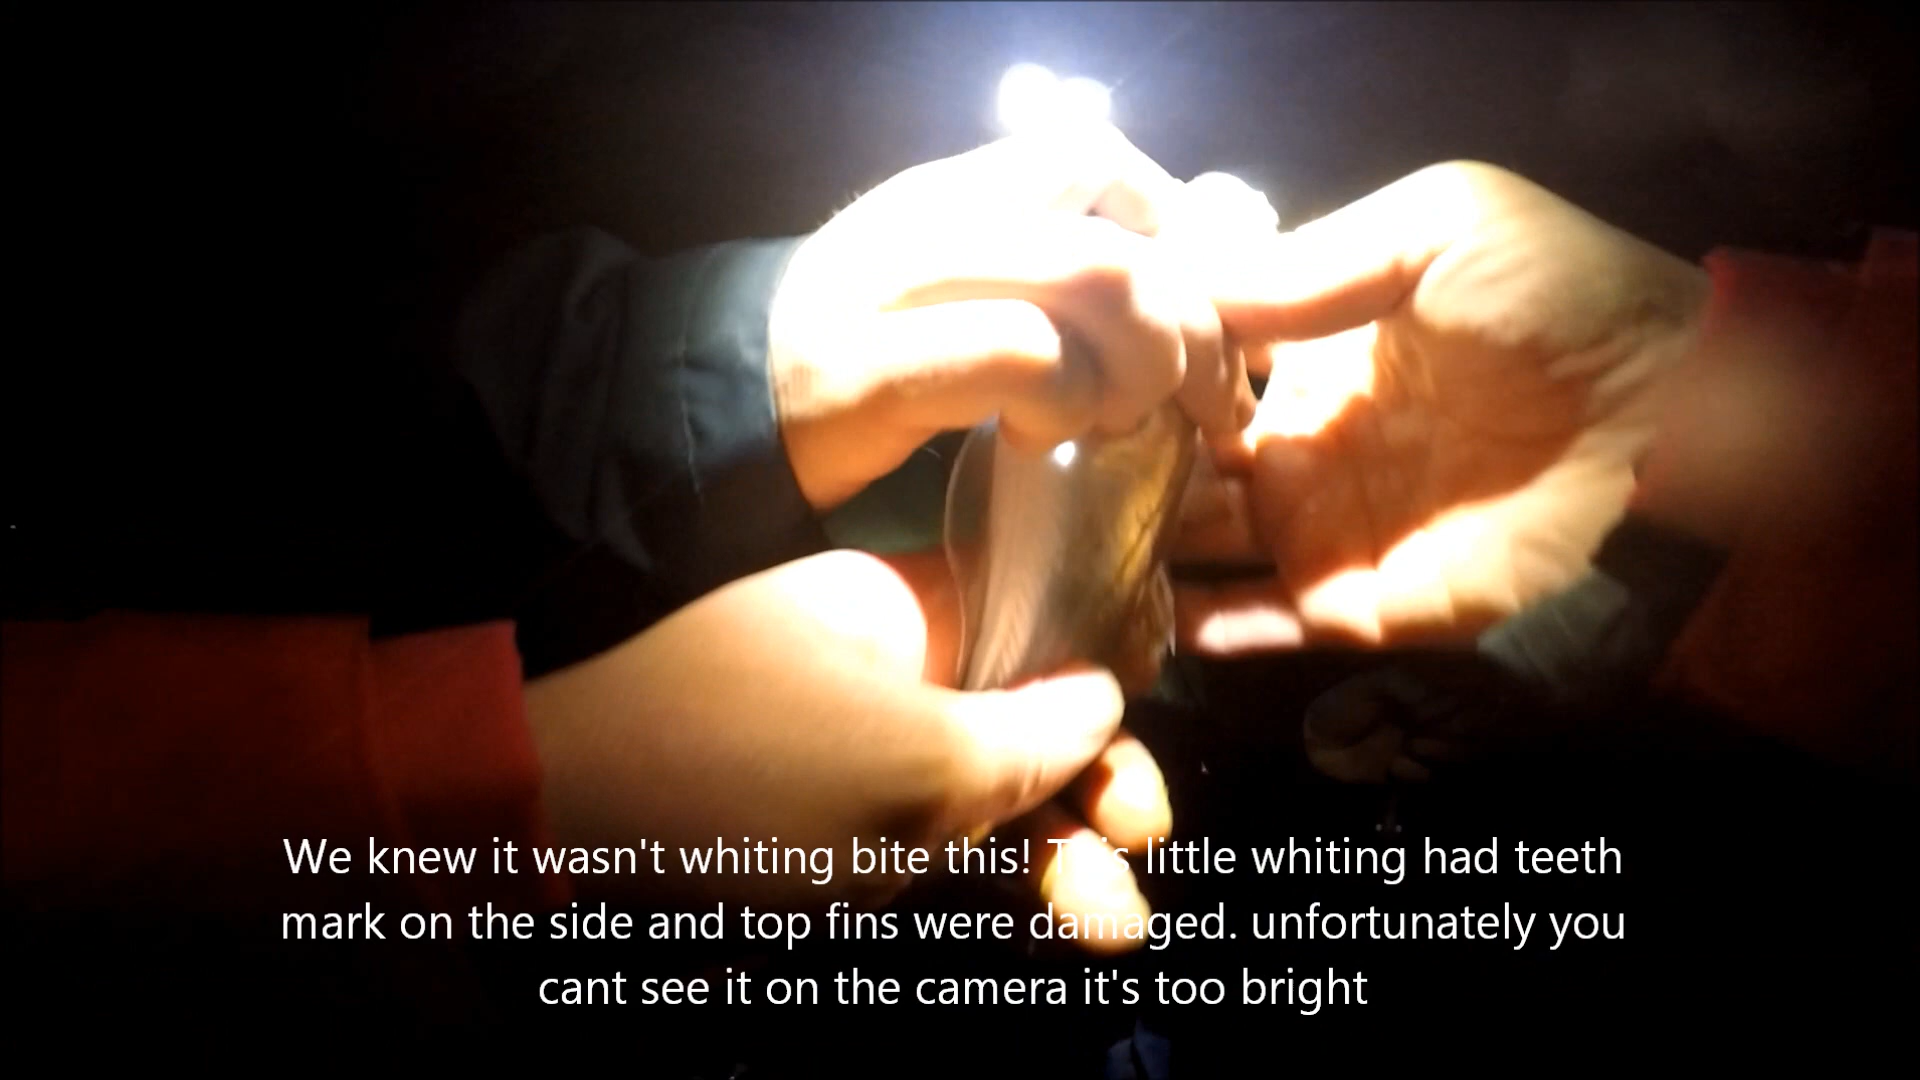 We knew it wasn't whiting bite this! This little whiting had teeth
mark on the side and top fins were damaged. unfortunately you
cant see it on the camera it's too bright